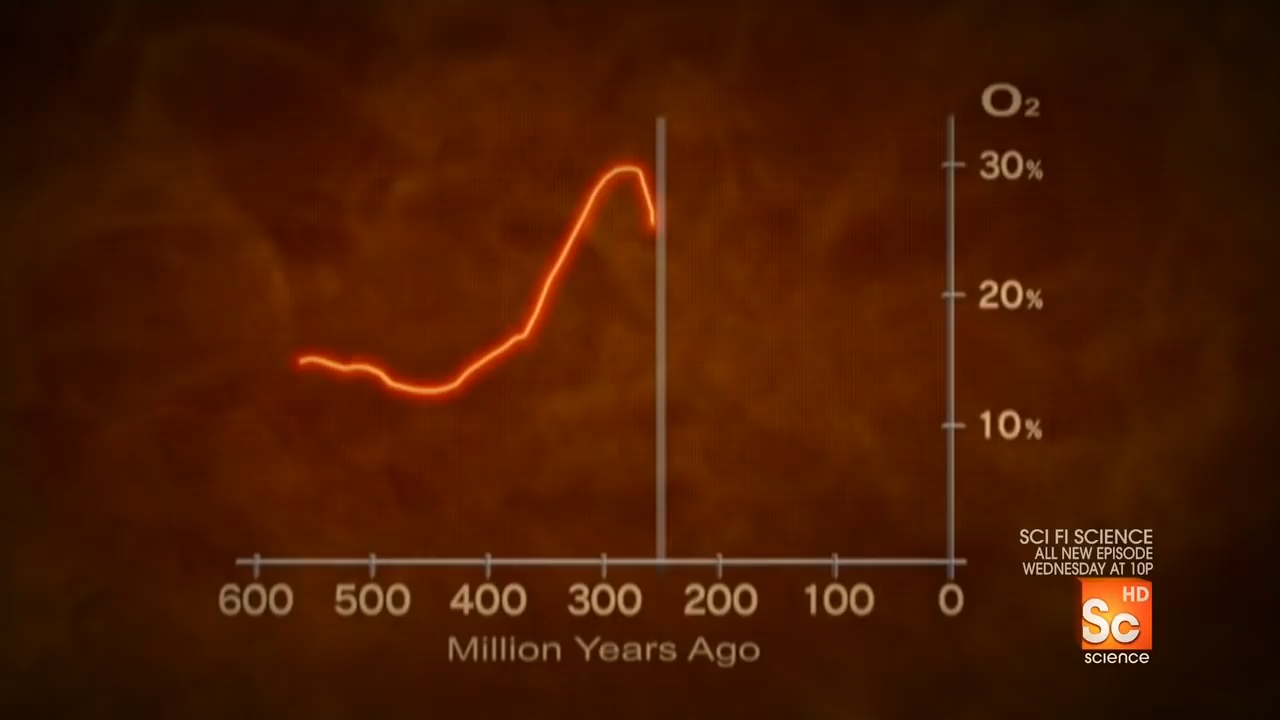 O2
30%
20%
10%
600 500 400 300 200 100 0
Million Years Ago
SCI FI SCIENCE
ALL NEW EPISODE
WEDNESDAY AT 10P
HD
Sc
science